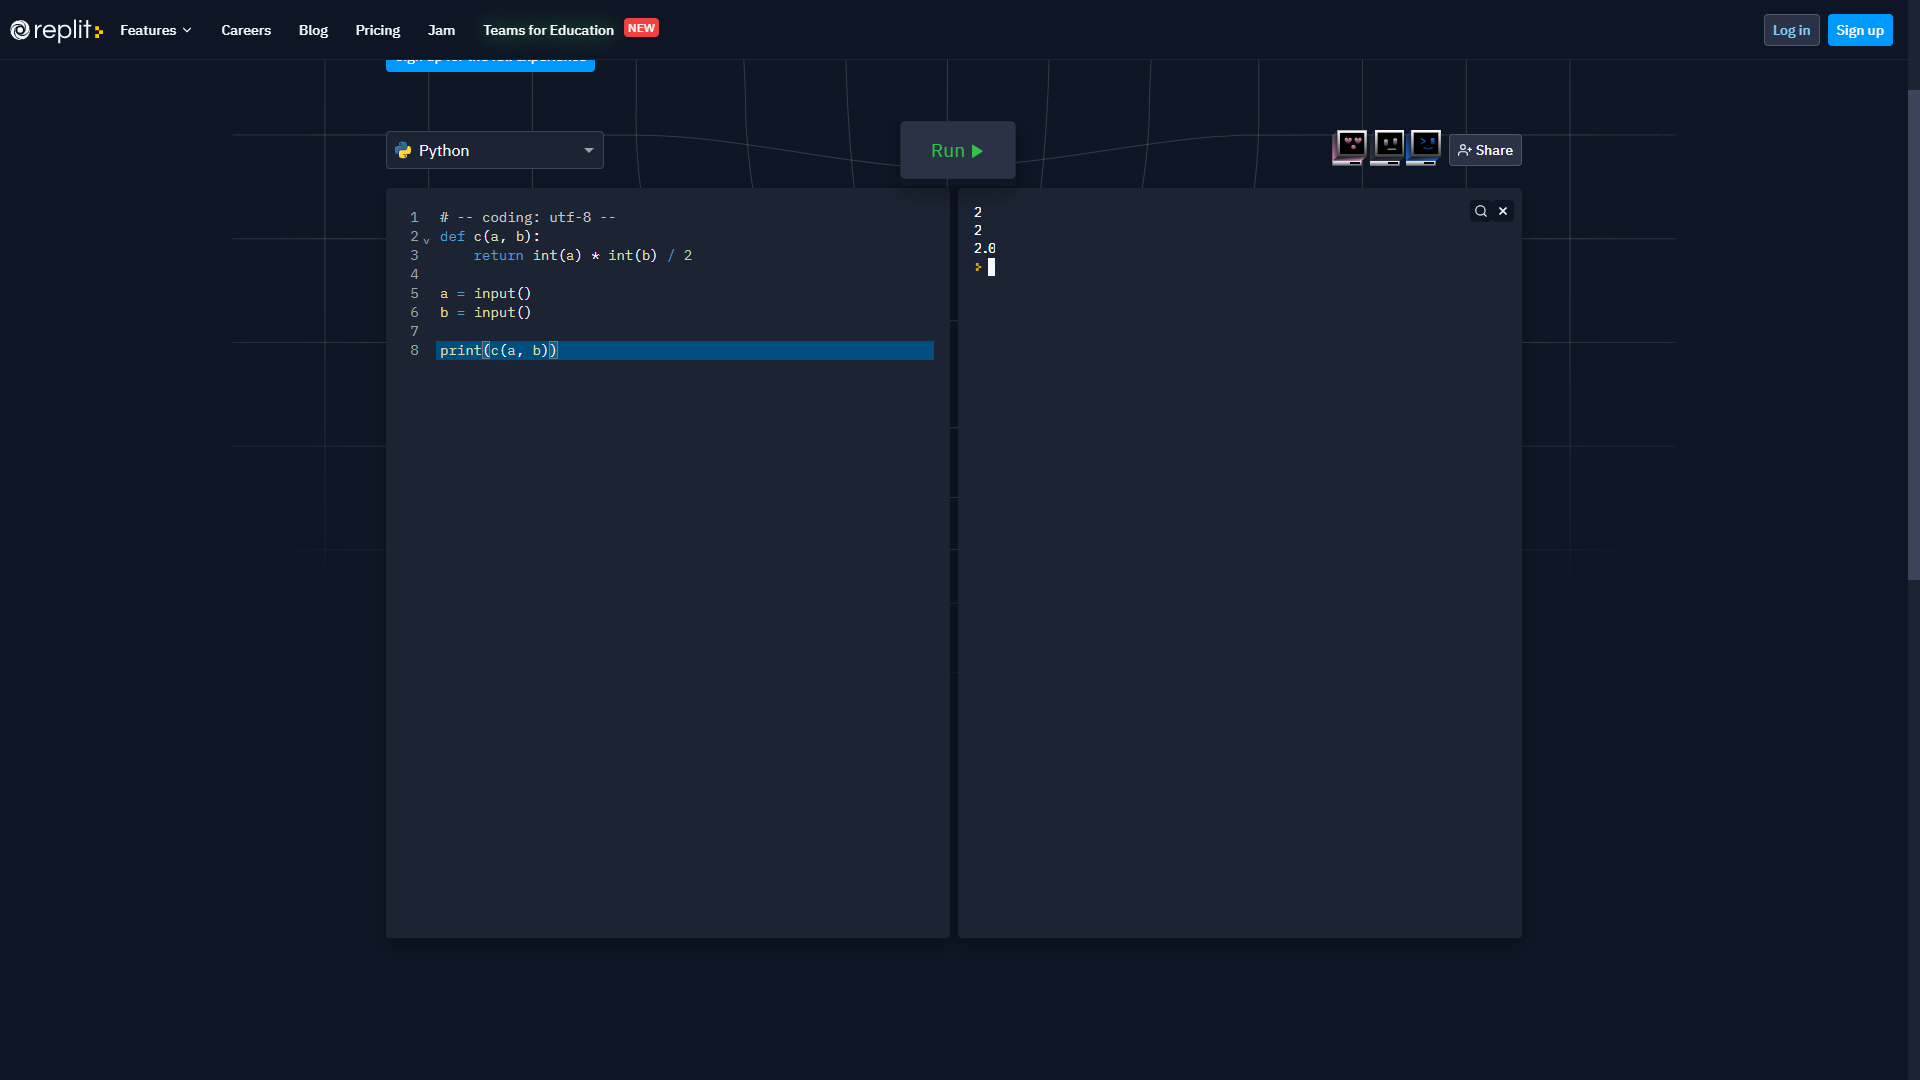 replit
Features
Careers
Blog
Pricing
Jam
Teams for Education
NEW
Log in
Sign up
Python
Run
Share
1 # -- coding: utf-8 --
2 def c(a, b):
3     return int(a) * int(b) / 2
4
5 a = input()
6 b = input()
7
8 print(c(a, b))
2
2
2.0